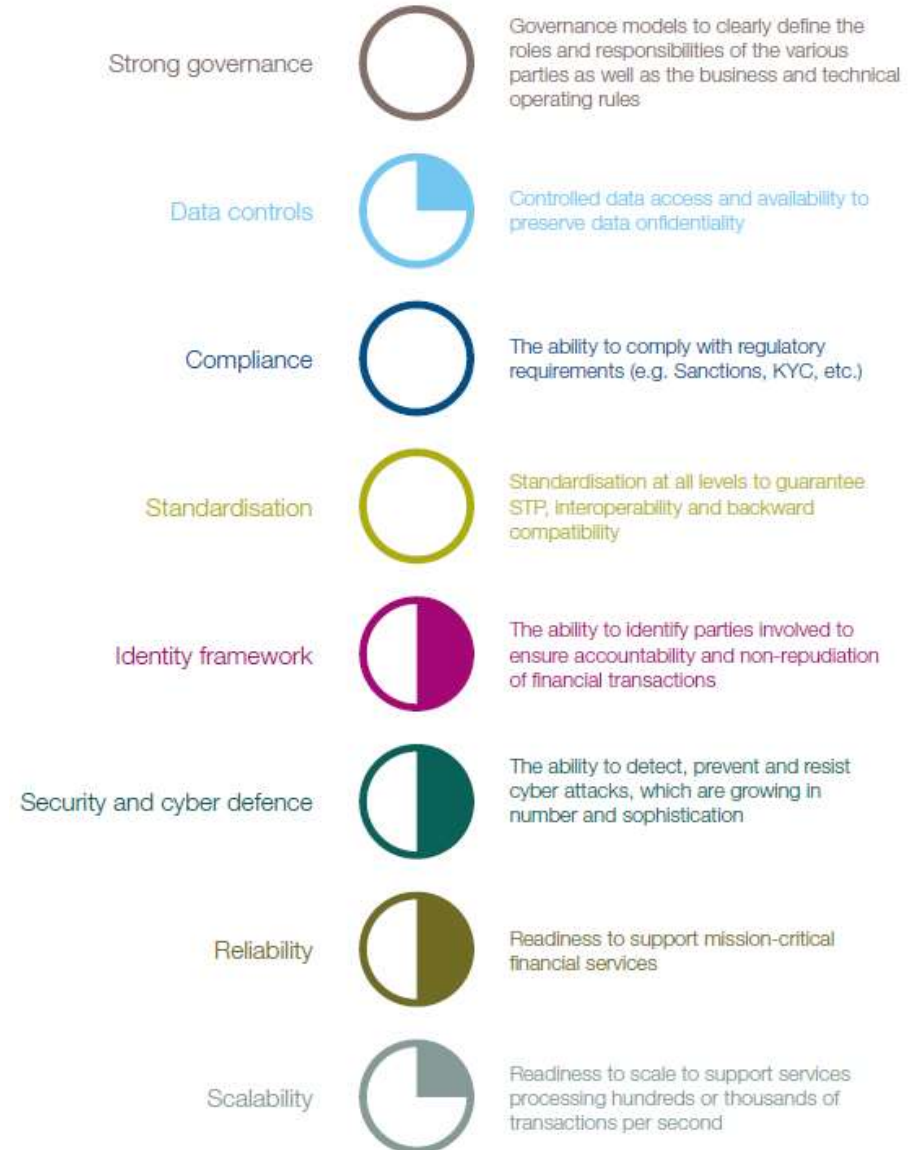 Strong governance
Governance models to clearly define the
roles and responsibilities of the various
parties as well as the business and technical
operating rules
Data controls
Controlled data access and availability to
preserve data onfidentiality
Compliance
The ability to comply with regulatory
requirements (e.g. Sanctions, KYC, etc.)
Standardisation
Standardisation at all levels to guarantee
STP, interoperability and backward
compatibility
Identity framework
The ability to identify parties involved to
ensure accountability and non-repudiation
of financial transactions
Security and cyber defence
The ability to detect, prevent and resist
cyber attacks, which are growing in
number and sophistication
Reliability
Readiness to support mission-critical
financial services
Scalability
Readiness to scale to support services
processing hundreds or thousands of
transactions per second